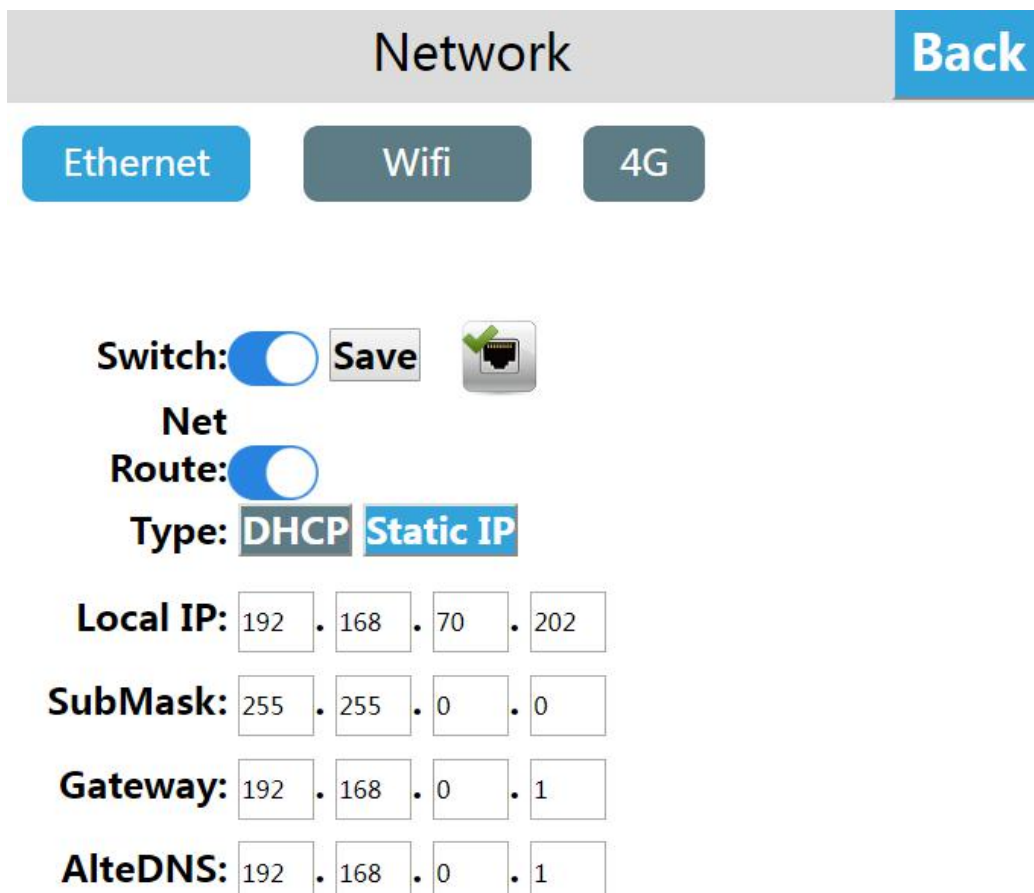 Network Back
Ethernet Wifi 4G
Switch: Save
Net
Route:
Type: DHCP Static IP
Local IP: 192 . 168 . 70 . 202
SubMask: 255 . 255 . 0 . 0
Gateway: 192 . 168 . 0 . 1
AlteDNS: 192 . 168 . 0 . 1